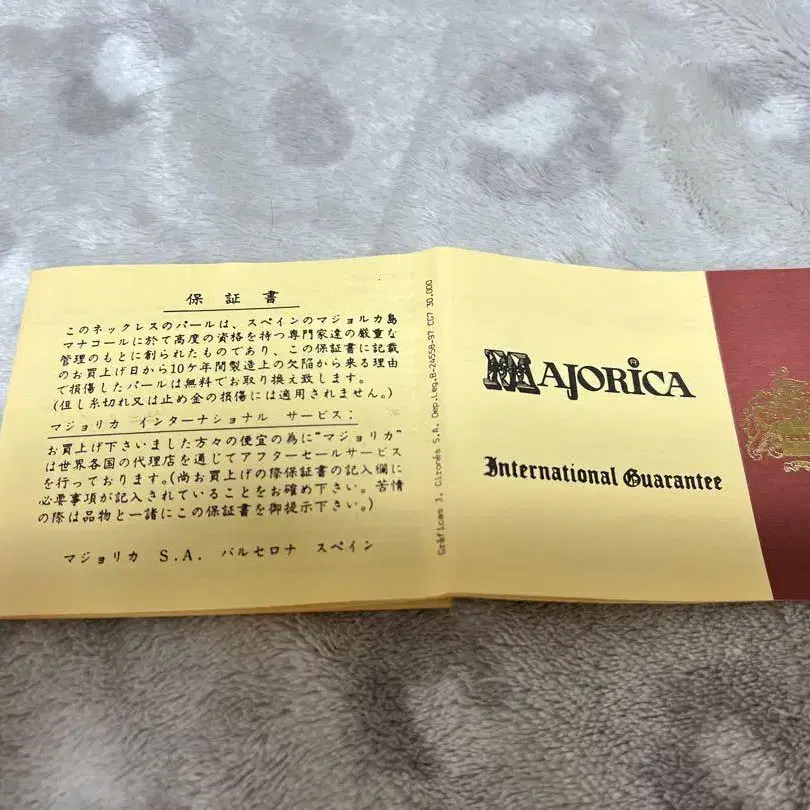 保証書
このネックレスのパールは、スペインのマジョルカ島
マナコールに於て高度の資格を持つ専門家達の厳重な
管理のもとに創られたものであり、この保証書に記載
のお買上げ日から10ケ年間製造上の欠陥から来る理由
で損傷したパールは無料でお取り換え致します。
(但し糸切れ又は止め金の損傷には適用されません。)
マジョリカ インターナショナル サービス:
お買上げ下さいました方々の便宜の為に"マジョリカ"
は世界各国の代理店を通じてアフターセールサービス
を行っております。(尚お買上げの際保証書の記入欄に
必要事項が記入されていることをお確め下さい。苦情
の際は品物と一諸にこの保証書を御提示下さい。)
マジョリカ S.A. バルセロナ スペイン
Gráficas 3, Gironés S.A. Dep.Leg.B-24558-97 CG7 30.000
MAJORICA®
International Guarantee